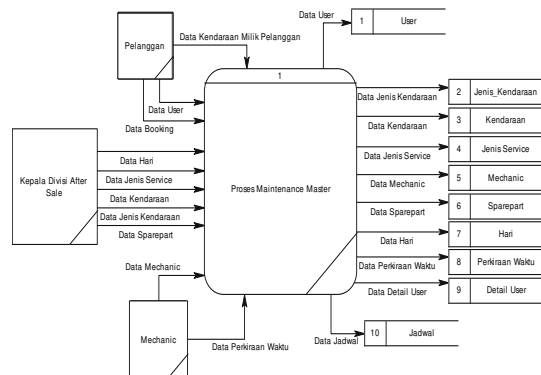 Data User
1 User
Pelanggan
Data Kendaraan Milik Pelanggan
1
Data User
Data Booking
Data Jenis Kendaraan
2 Jenis_Kendaraan
Data Kendaraan
3 Kendaraan
Data Jenis Service
4 Jenis Service
Data Mechanic
5 Mechanic
Data Sparepart
6 Sparepart
Data Hari
7 Hari
Data Perkiraan Waktu
8 Perkiraan Waktu
Data Detail User
9 Detail User
Kepala Divisi After
Sale
Data Hari
Data Jenis Service
Data Kendaraan
Data Jenis Kendaraan
Data Sparepart
Proses Maintenance Master
Data Mechanic
Mechanic
Data Perkiraan Waktu
Data Jadwal
10 Jadwal